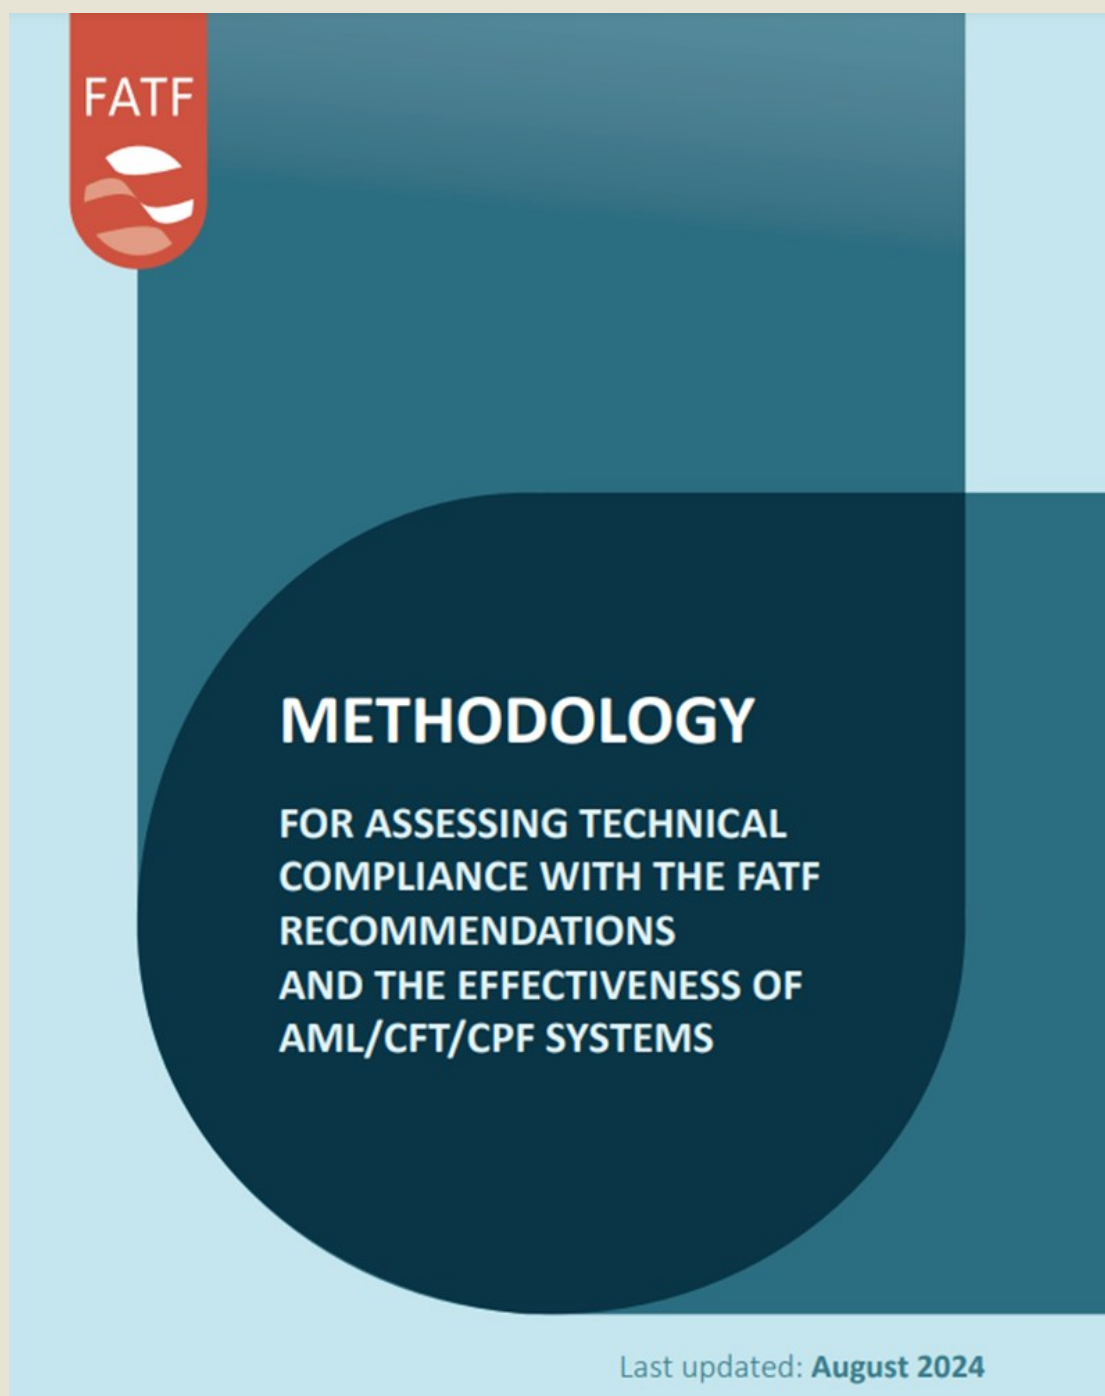 FATF
METHODOLOGY
FOR ASSESSING TECHNICAL
COMPLIANCE WITH THE FATF
RECOMMENDATIONS
AND THE EFFECTIVENESS OF
AML/CFT/CPF SYSTEMS
Last updated: August 2024